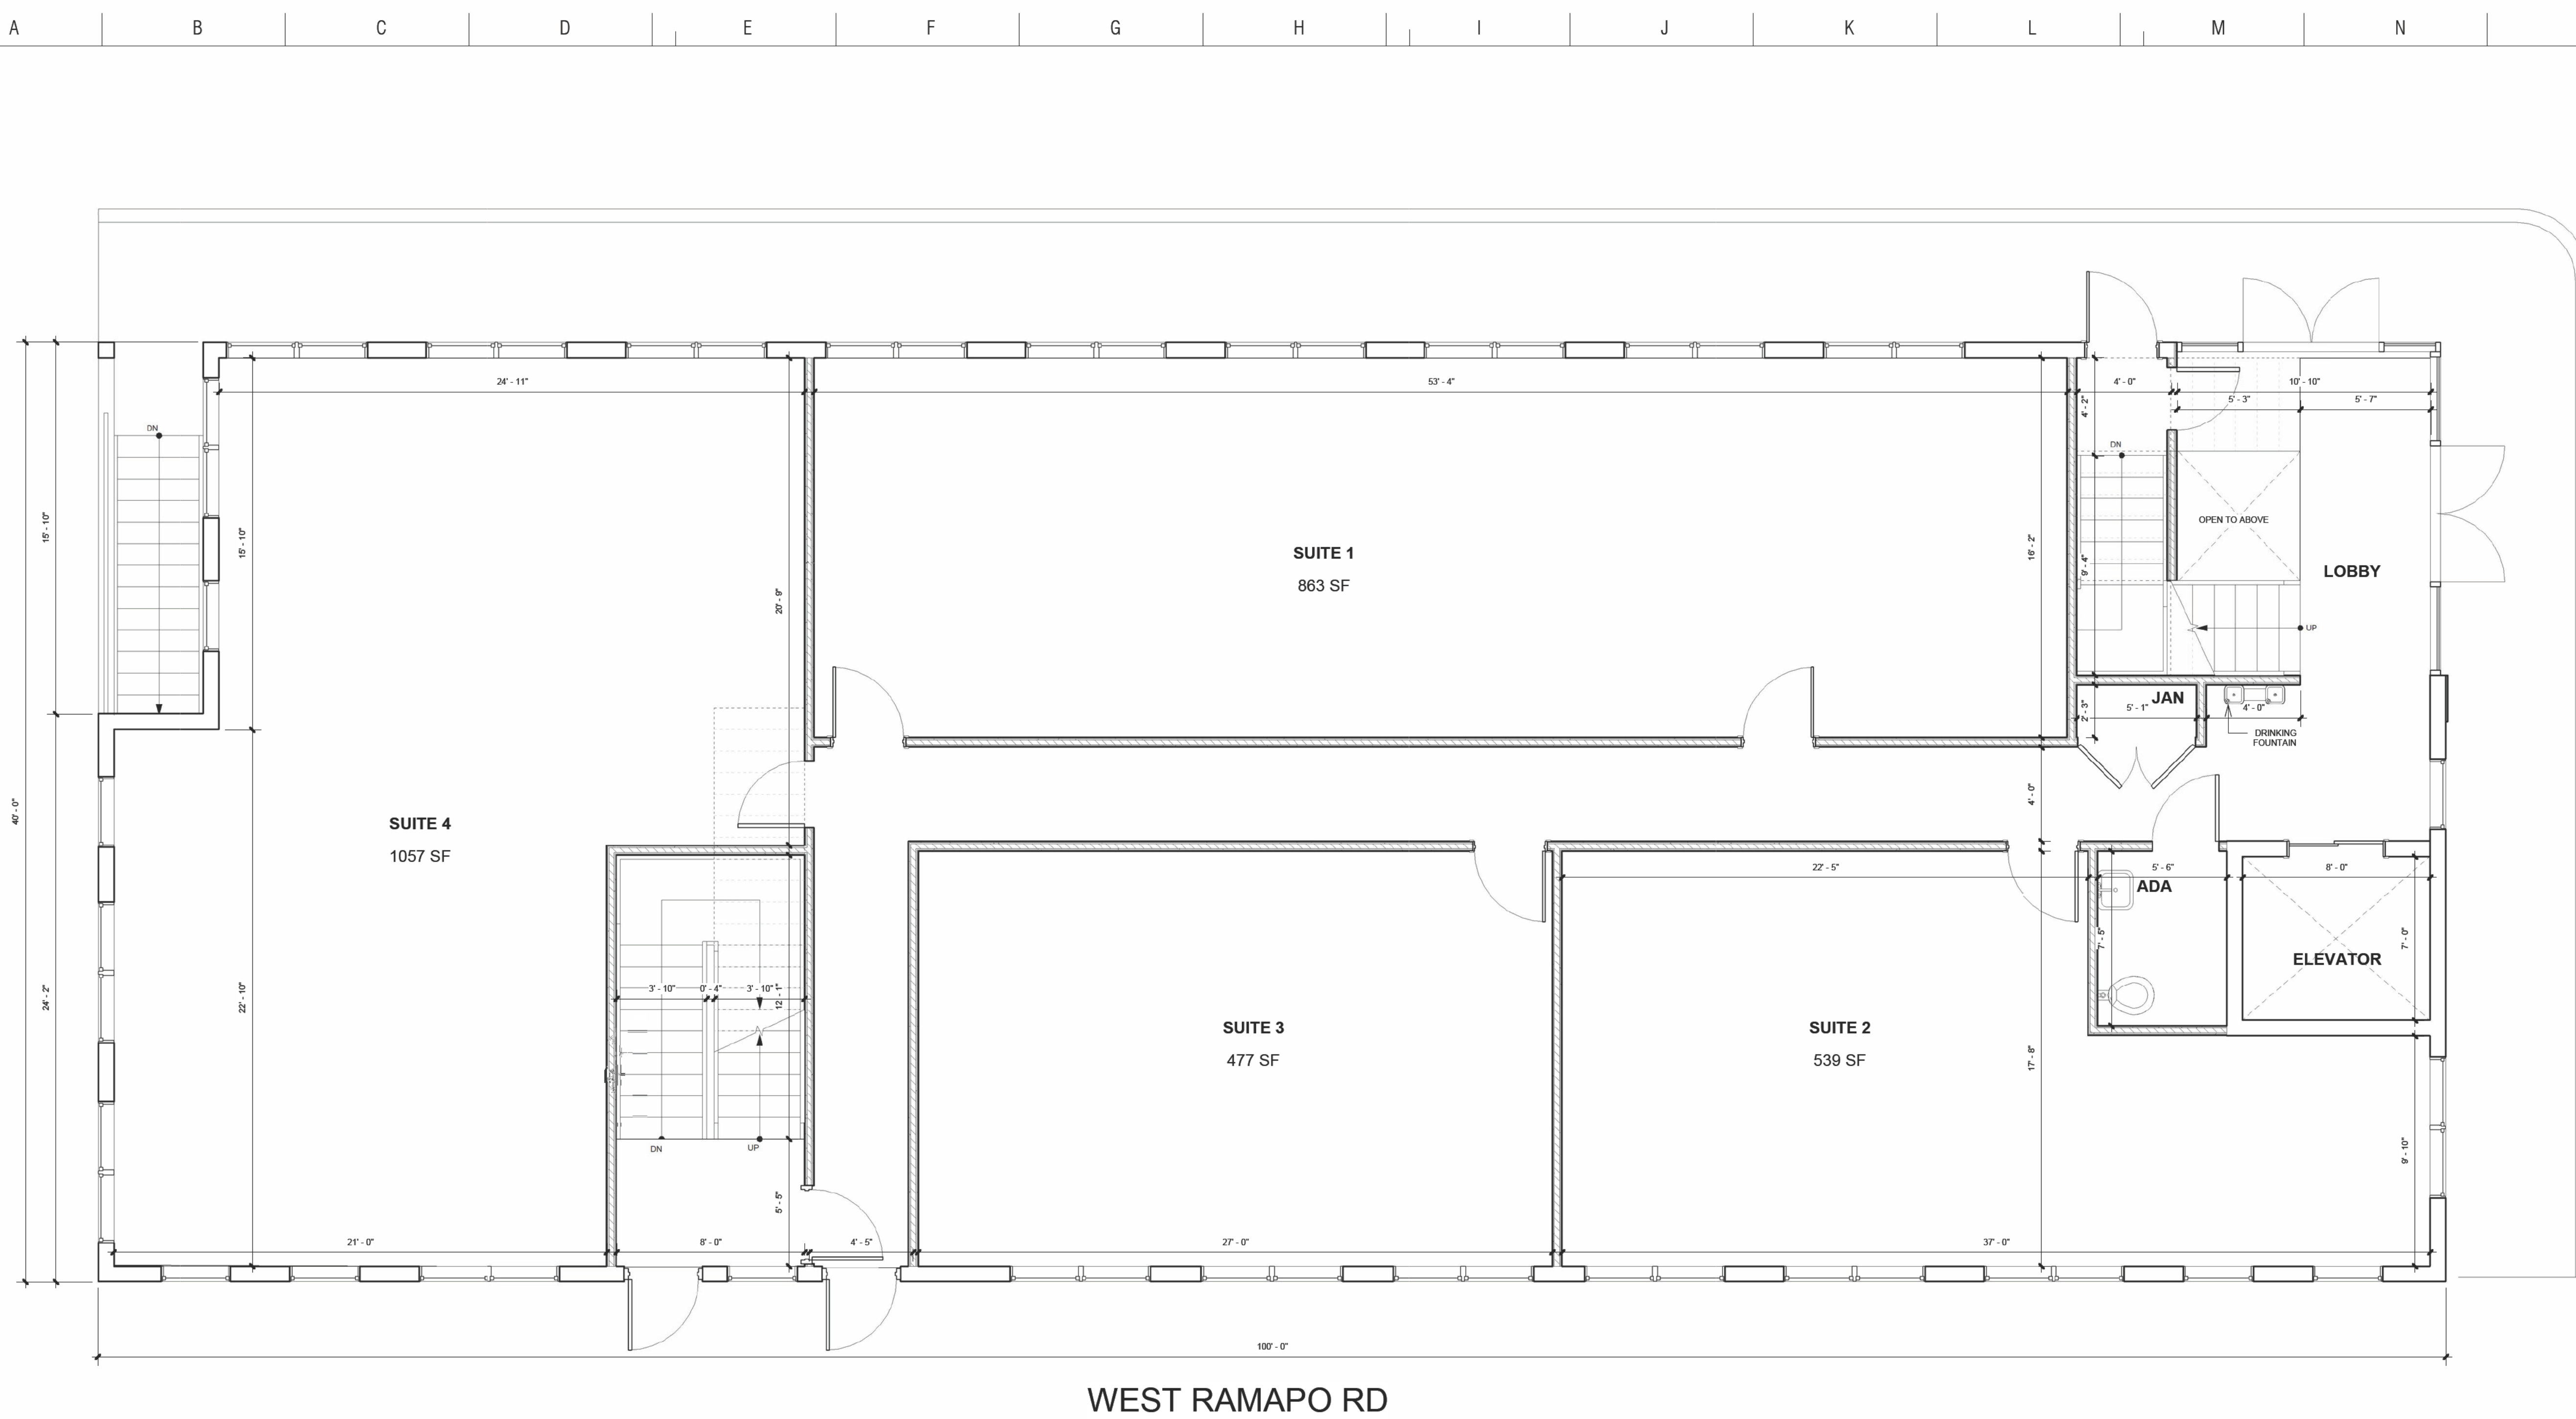 A B C D E F G H I J K L M N
24' - 11"
53' - 4"
4' - 0"
10' - 10"
5' - 3"
5' - 7"
4' - 2"
DN
DN
15' - 10"
15' - 10"
20' - 9"
16' - 2"
9' - 4"
OPEN TO ABOVE
SUITE 1
863 SF
LOBBY
UP
JAN
5' - 1"
2' - 3"
4' - 0"
DRINKING
FOUNTAIN
40' - 0"
4' - 0"
SUITE 4
1057 SF
22' - 5"
5' - 6"
8' - 0"
ADA
7' - 5"
7' - 0"
ELEVATOR
24' - 2"
22' - 10"
3' - 10"
0' - 4"
3' - 10"
12' - 1"
SUITE 3
477 SF
SUITE 2
539 SF
17' - 8"
DN
UP
9' - 10"
5' - 5"
21' - 0"
8' - 0"
4' - 5"
27' - 0"
37' - 0"
100' - 0"
WEST RAMAPO RD